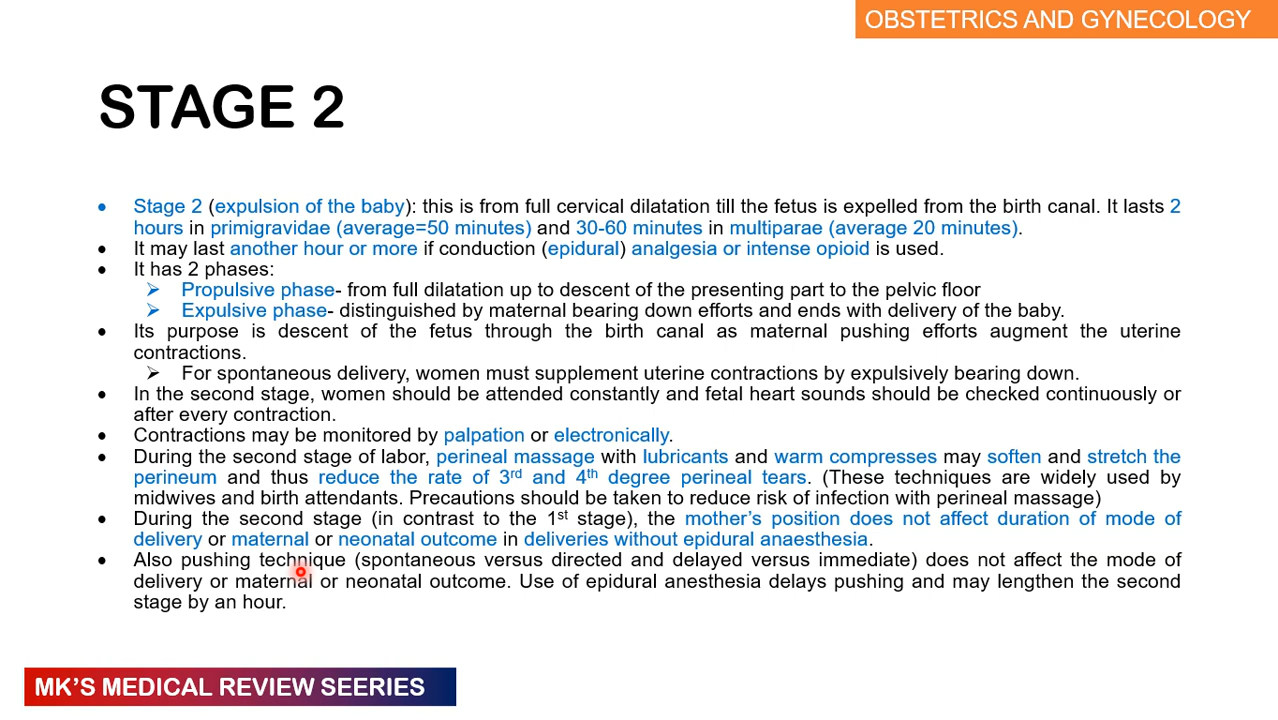 OBSTETRICS AND GYNECOLOGY
STAGE 2
• Stage 2 (expulsion of the baby): this is from full cervical dilatation till the fetus is expelled from the birth canal. It lasts 2
hours in primigravidae (average=50 minutes) and 30-60 minutes in multiparae (average 20 minutes).
• It may last another hour or more if conduction (epidural) analgesia or intense opioid is used.
• It has 2 phases:
➢ Propulsive phase- from full dilatation up to descent of the presenting part to the pelvic floor
➢ Expulsive phase- distinguished by maternal bearing down efforts and ends with delivery of the baby.
• Its purpose is descent of the fetus through the birth canal as maternal pushing efforts augment the uterine
contractions.
➢ For spontaneous delivery, women must supplement uterine contractions by expulsively bearing down.
• In the second stage, women should be attended constantly and fetal heart sounds should be checked continuously or
after every contraction.
• Contractions may be monitored by palpation or electronically.
• During the second stage of labor, perineal massage with lubricants and warm compresses may soften and stretch the
perineum and thus reduce the rate of 3rd and 4th degree perineal tears. (These techniques are widely used by
midwives and birth attendants. Precautions should be taken to reduce risk of infection with perineal massage)
• During the second stage (in contrast to the 1st stage), the mother's position does not affect duration of mode of
delivery or maternal or neonatal outcome in deliveries without epidural anaesthesia.
• Also pushing technique (spontaneous versus directed and delayed versus immediate) does not affect the mode of
delivery or maternal or neonatal outcome. Use of epidural anesthesia delays pushing and may lengthen the second
stage by an hour.
MK'S MEDICAL REVIEW SEERIES